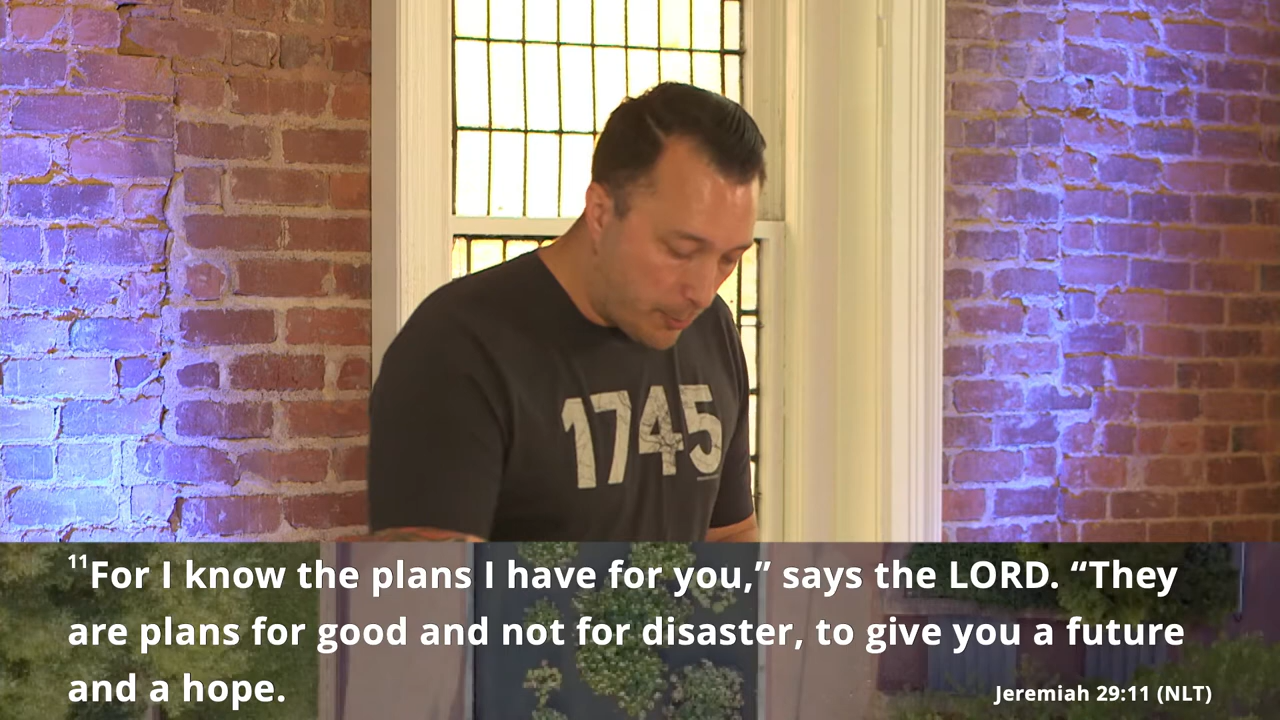 1745
¹¹For I know the plans I have for you,” says the LORD. “They
are plans for good and not for disaster, to give you a future
and a hope.
Jeremiah 29:11 (NLT)